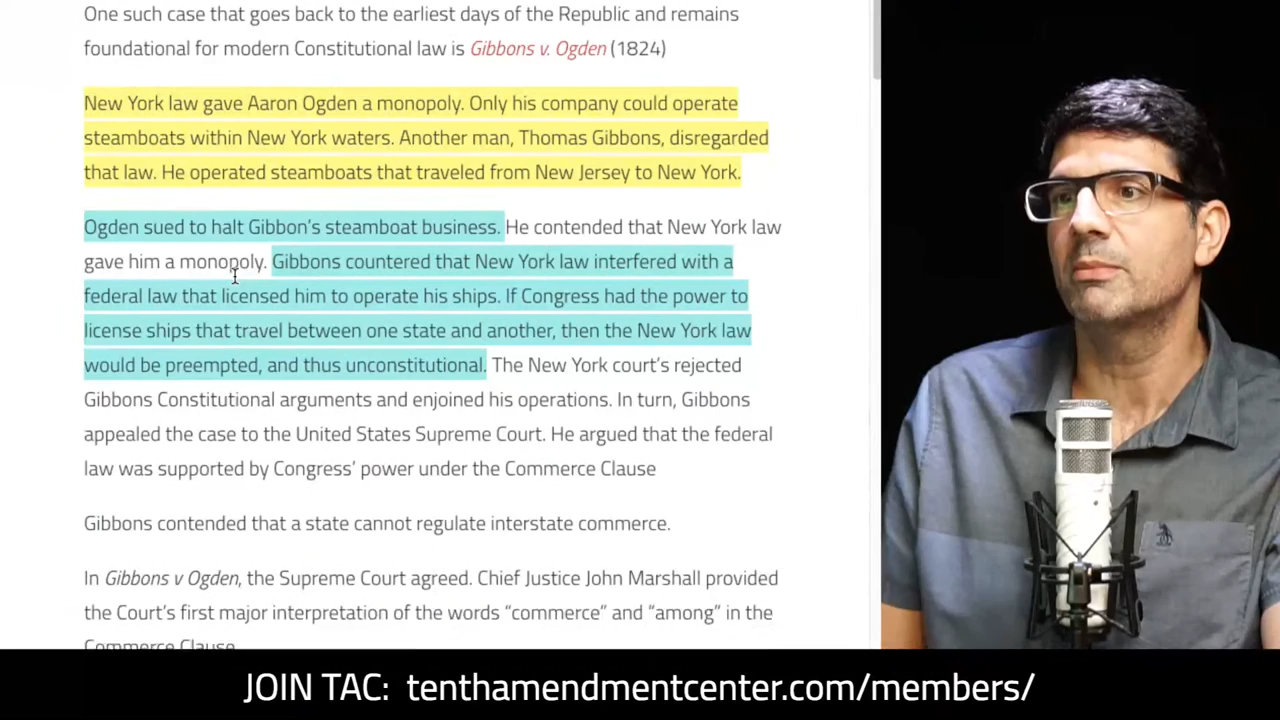 One such case that goes back to the earliest days of the Republic and remains
foundational for modern Constitutional law is Gibbons v. Ogden (1824)
New York law gave Aaron Ogden a monopoly. Only his company could operate
steamboats within New York waters. Another man, Thomas Gibbons, disregarded
that law. He operated steamboats that traveled from New Jersey to New York.
Ogden sued to halt Gibbon’s steamboat business. He contended that New York law
gave him a monopoly. Gibbons countered that New York law interfered with a
federal law that licensed him to operate his ships. If Congress had the power to
license ships that travel between one state and another, then the New York law
would be preempted, and thus unconstitutional. The New York court’s rejected
Gibbons Constitutional arguments and enjoined his operations. In turn, Gibbons
appealed the case to the United States Supreme Court. He argued that the federal
law was supported by Congress’ power under the Commerce Clause
Gibbons contended that a state cannot regulate interstate commerce.
In Gibbons v Ogden, the Supreme Court agreed. Chief Justice John Marshall provided
the Court’s first major interpretation of the words “commerce” and “among” in the
Commerce Clause
JOIN TAC: tenthamendmentcenter.com/members/